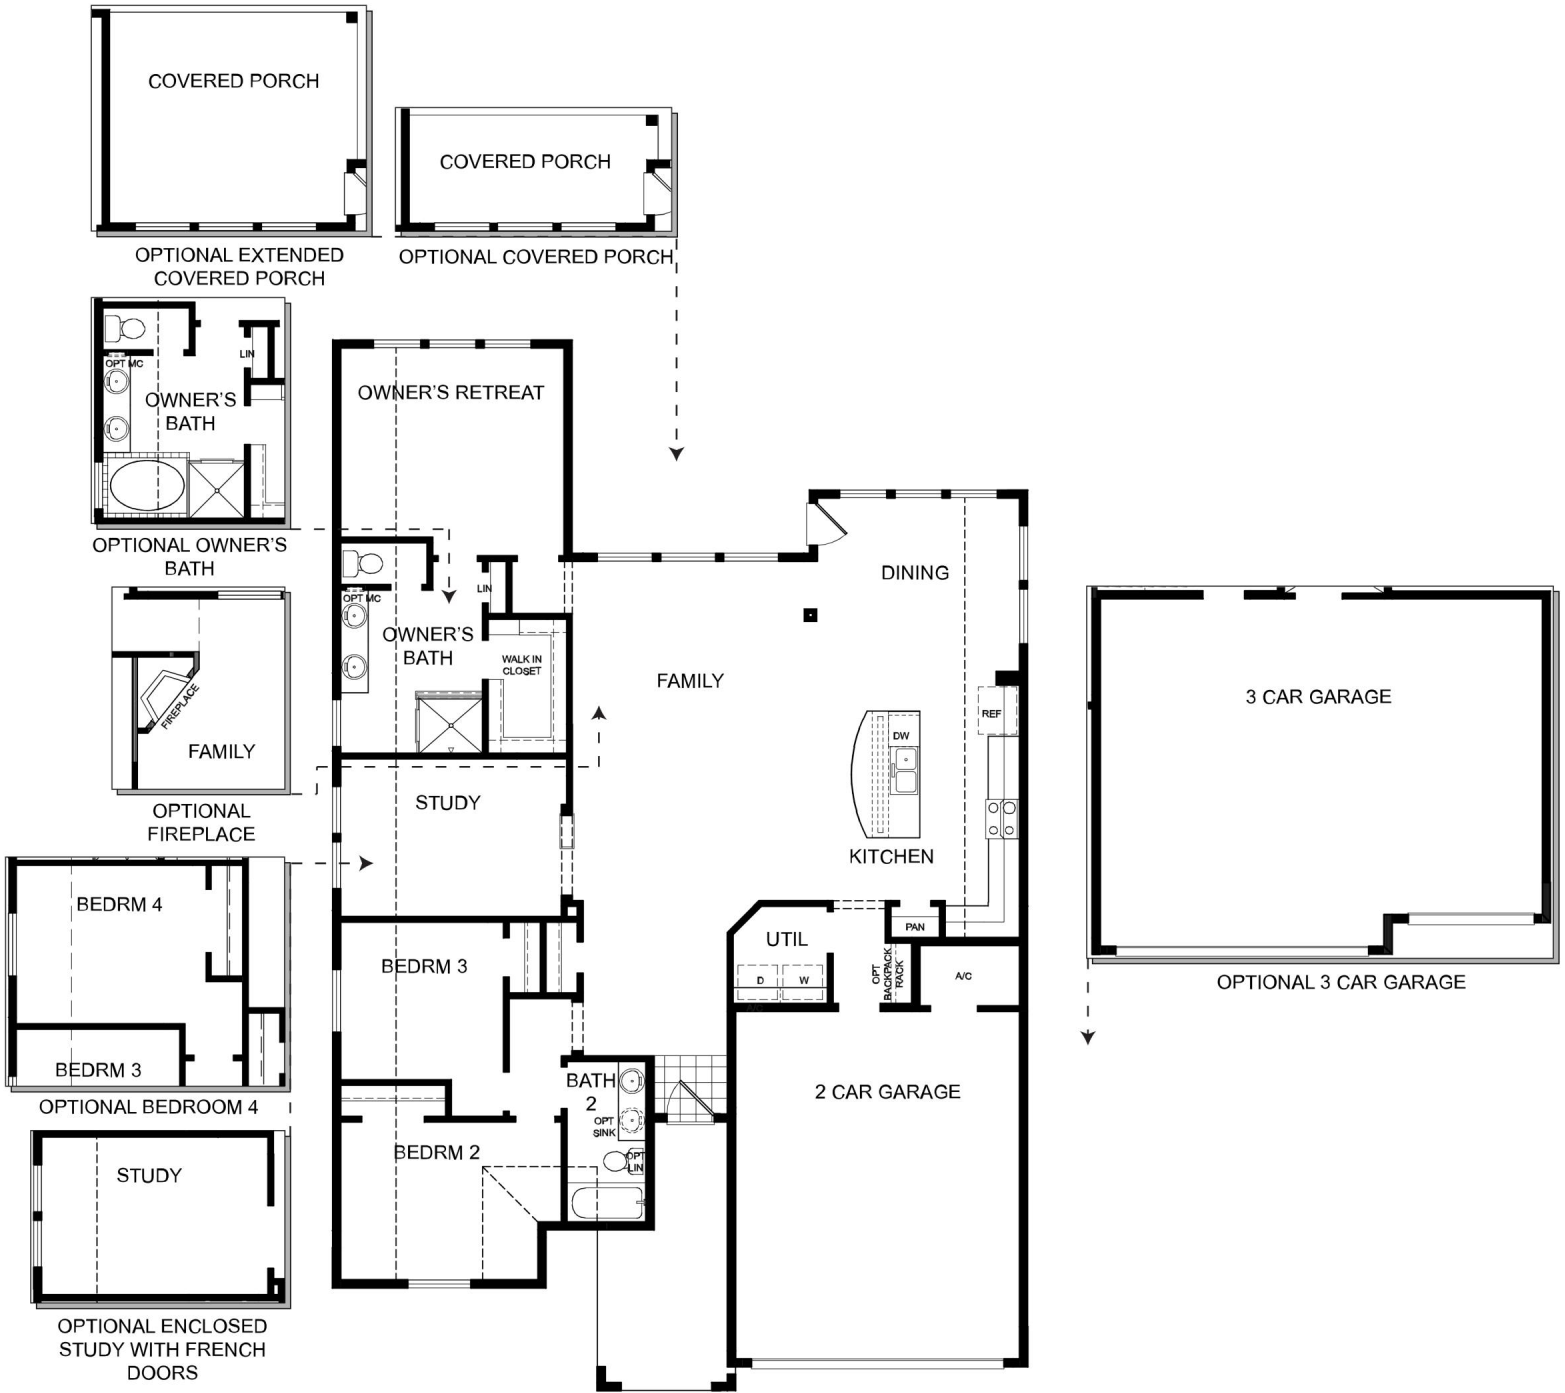 COVERED PORCH
OPTIONAL EXTENDED
COVERED PORCH
COVERED PORCH
OPTIONAL COVERED PORCH
LIN
OPT MC
OWNER'S
BATH
OPTIONAL OWNER'S
BATH
FIREPLACE
FAMILY
OPTIONAL
FIREPLACE
BEDRM 4
BEDRM 3
OPTIONAL BEDROOM 4
STUDY
OPTIONAL ENCLOSED
STUDY WITH FRENCH
DOORS
OWNER'S RETREAT
LIN
OPT MC
OWNER'S
BATH
WALK IN
CLOSET
STUDY
BEDRM 3
BEDRM 2
BATH
2
OPT
SINK
OPT
LIN
DINING
FAMILY
REF
DW
KITCHEN
PAN
UTIL
D
W
OPT
BACKPACK
RACK
A/C
2 CAR GARAGE
3 CAR GARAGE
OPTIONAL 3 CAR GARAGE